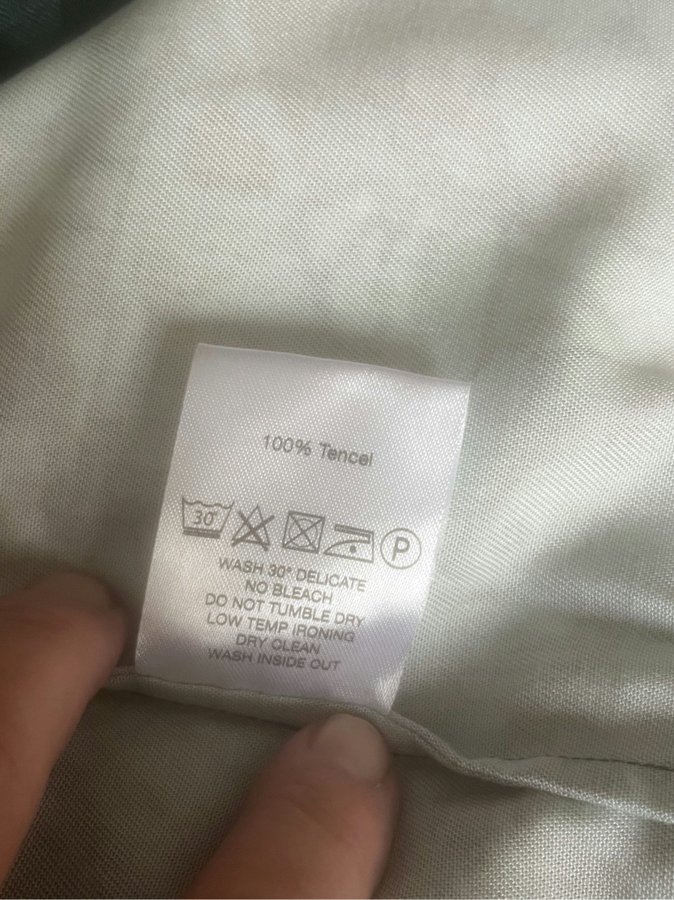 100% Tencel
30 P
WASH 30° DELICATE
NO BLEACH
DO NOT TUMBLE DRY
LOW TEMP IRONING
DRY CLEAN
WASH INSIDE OUT